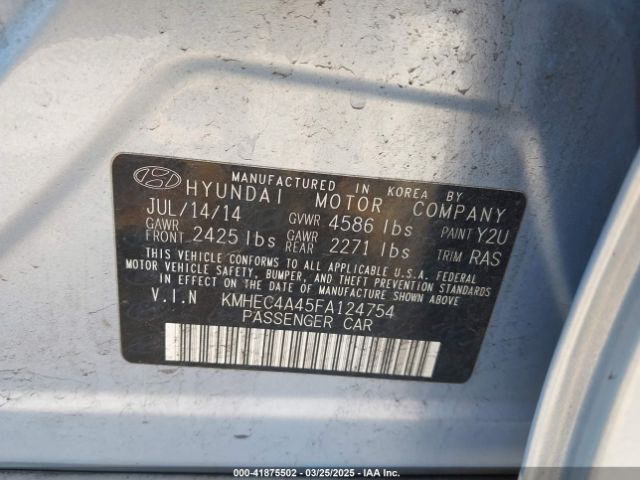 MANUFACTURED IN KOREA BY
HYUNDAI MOTOR COMPANY
JUL/14/14 GVWR 4586 lbs PAINT Y2U
GAWR FRONT 2425 lbs GAWR REAR 2271 lbs TRIM RAS
THIS VEHICLE CONFORMS TO ALL APPLICABLE U.S.A. FEDERAL
MOTOR VEHICLE SAFETY, BUMPER, AND THEFT PREVENTION STANDARDS
IN EFFECT ON THE DATE OF MANUFACTURE SHOWN ABOVE.
V.I.N KMHEC4A45FA124754
PASSENGER CAR
000-41875502 • 03/25/2025 • IAA Inc.